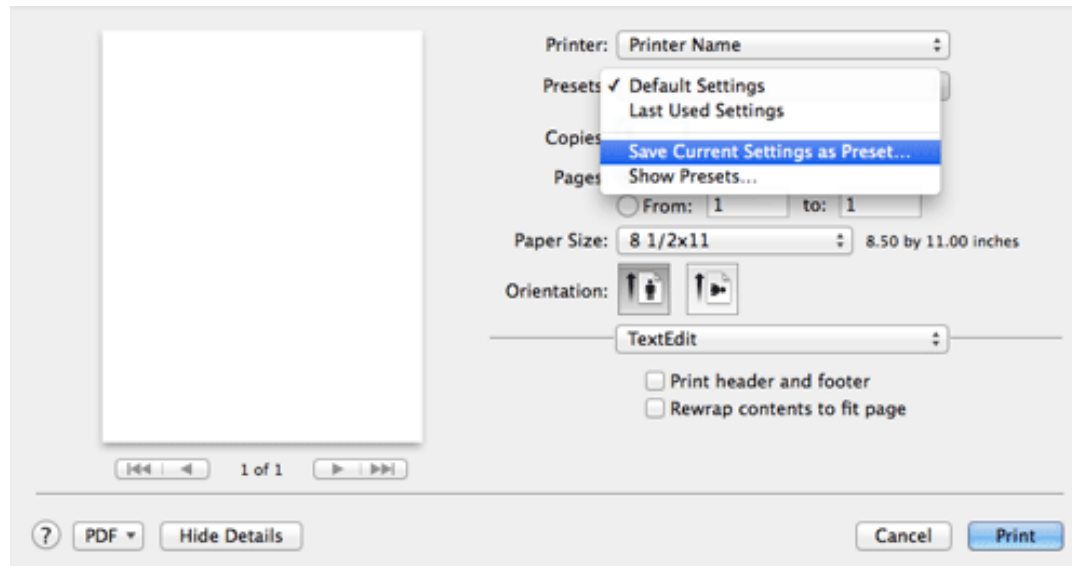 Printer: Printer Name
Presets ✓ Default Settings
Last Used Settings
Copies
Save Current Settings as Preset...
Pages
Show Presets...
From: 1 to: 1
Paper Size: 8 1/2x11 8.50 by 11.00 inches
Orientation:
TextEdit
Print header and footer
Rewrap contents to fit page
1 of 1
? PDF Hide Details Cancel Print